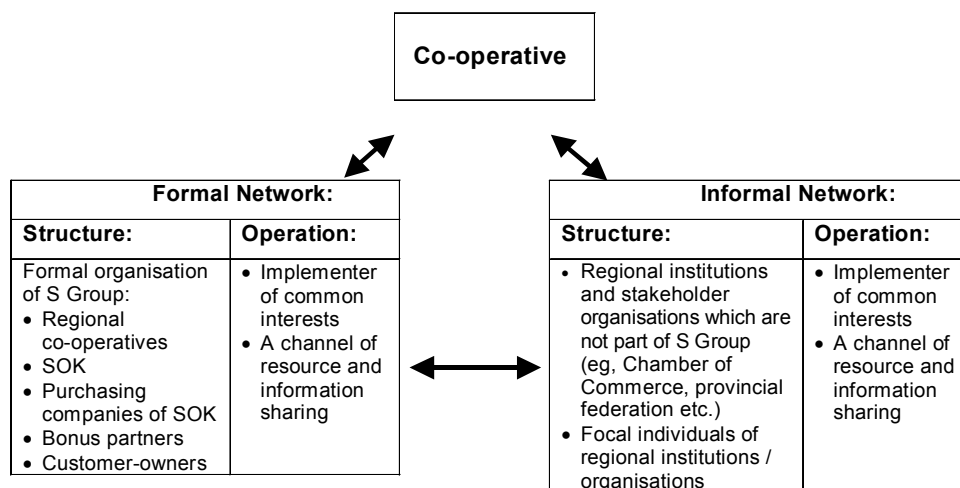 Co-operative
Formal Network:
Structure:
Formal organisation
of S Group:
• Regional
co-operatives
• SOK
• Purchasing
companies of SOK
• Bonus partners
• Customer-owners
Operation:
• Implementer
of common
interests
• A channel of
resource and
information
sharing
Informal Network:
Structure:
• Regional institutions
and stakeholder
organisations which are
not part of S Group
(eg, Chamber of
Commerce, provincial
federation etc.)
• Focal individuals of
regional institutions /
organisations
Operation:
• Implementer
of common
interests
• A channel of
resource and
information
sharing